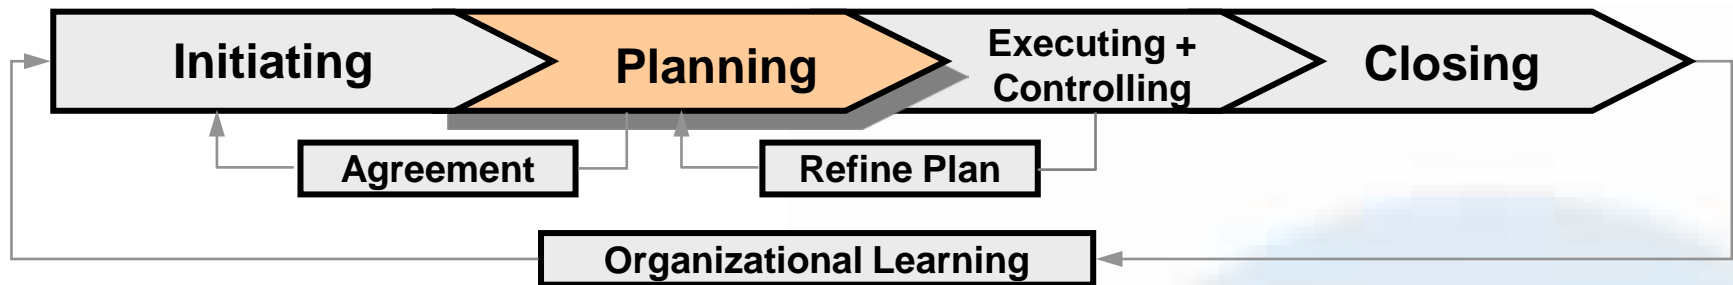 Initiating
Planning
Executing +
Controlling
Closing
Agreement
Refine Plan
Organizational Learning